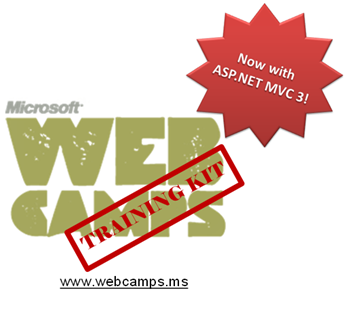 Now with
ASP.NET MVC 3!
Microsoft
WEB
CAMPS
TRAINING KIT
www.webcamps.ms